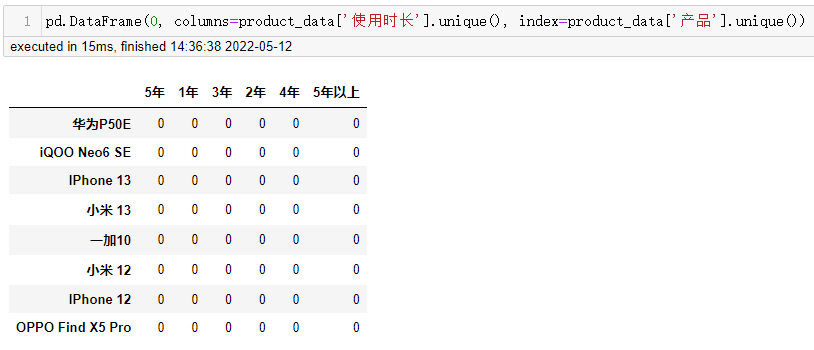 1 pd.DataFrame(0, columns=product_data['使用时长'].unique(), index=product_data['产品'].unique())
executed in 15ms, finished 14:36:38 2022-05-12
5年 1年 3年 2年 4年 5年以上
华为P50E 0 0 0 0 0 0
iQOO Neo6 SE 0 0 0 0 0 0
IPhone 13 0 0 0 0 0 0
小米 13 0 0 0 0 0 0
一加10 0 0 0 0 0 0
小米 12 0 0 0 0 0 0
IPhone 12 0 0 0 0 0 0
OPPO Find X5 Pro 0 0 0 0 0 0